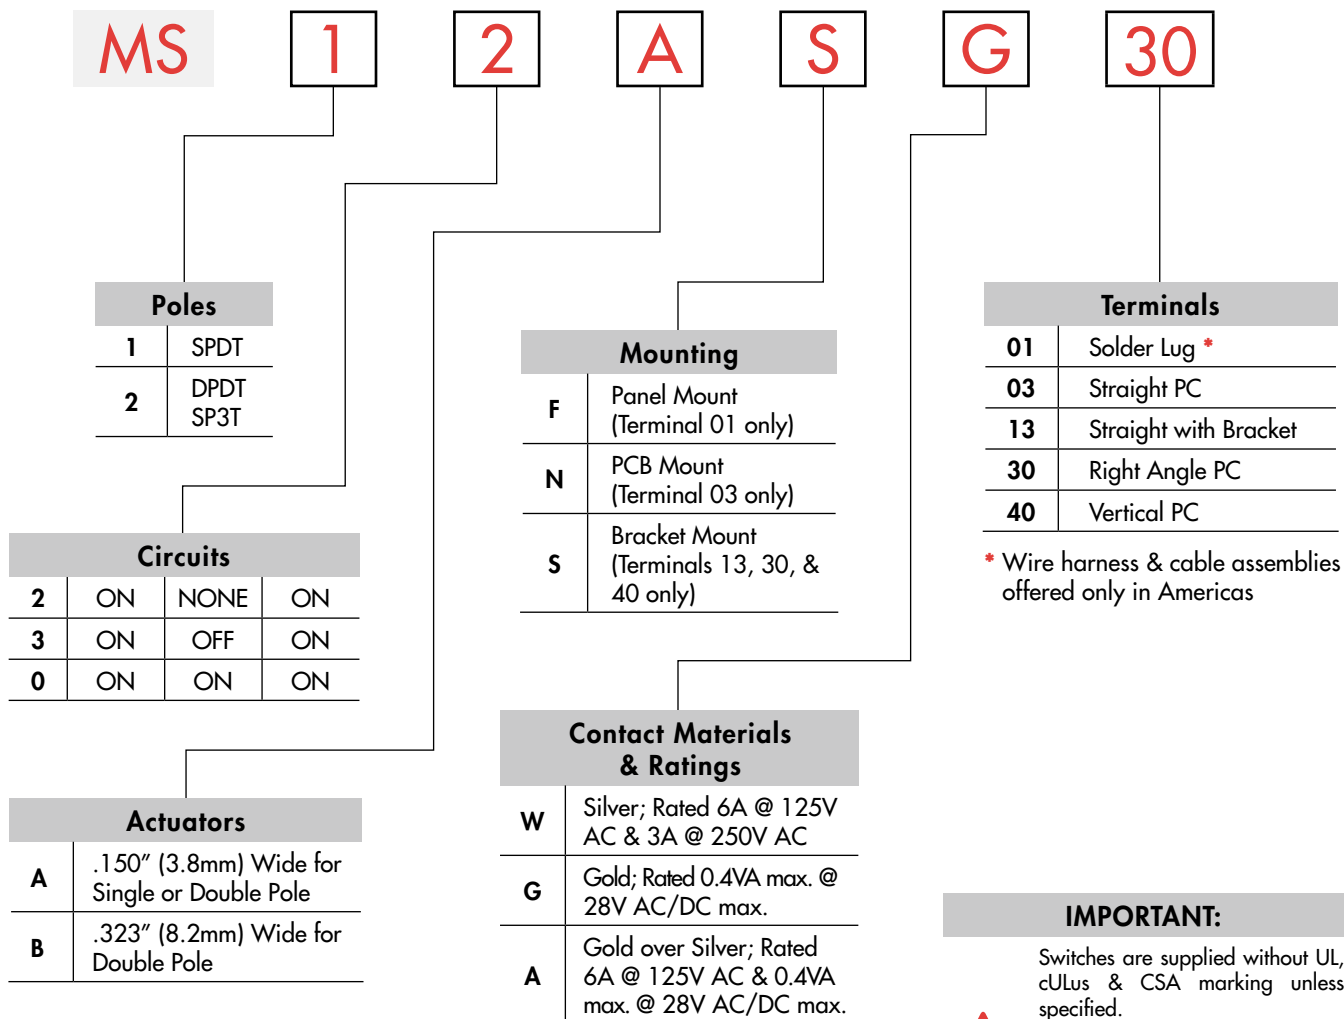 MS 1 2 A S G 30
Poles
1 SPDT
2 DPDT
SP3T
Circuits
2 ON NONE ON
3 ON OFF ON
0 ON ON ON
Actuators
A .150″ (3.8mm) Wide for
Single or Double Pole
B .323″ (8.2mm) Wide for
Double Pole
Mounting
F Panel Mount
(Terminal 01 only)
N PCB Mount
(Terminal 03 only)
S Bracket Mount
(Terminals 13, 30, &
40 only)
Contact Materials
& Ratings
W Silver; Rated 6A @ 125V
AC & 3A @ 250V AC
G Gold; Rated 0.4VA max. @
28V AC/DC max.
A Gold over Silver; Rated
6A @ 125V AC & 0.4VA
max. @ 28V AC/DC max.
Terminals
01 Solder Lug *
03 Straight PC
13 Straight with Bracket
30 Right Angle PC
40 Vertical PC
* Wire harness & cable assemblies
offered only in Americas
IMPORTANT:
Switches are supplied without UL,
cULus & CSA marking unless
specified.